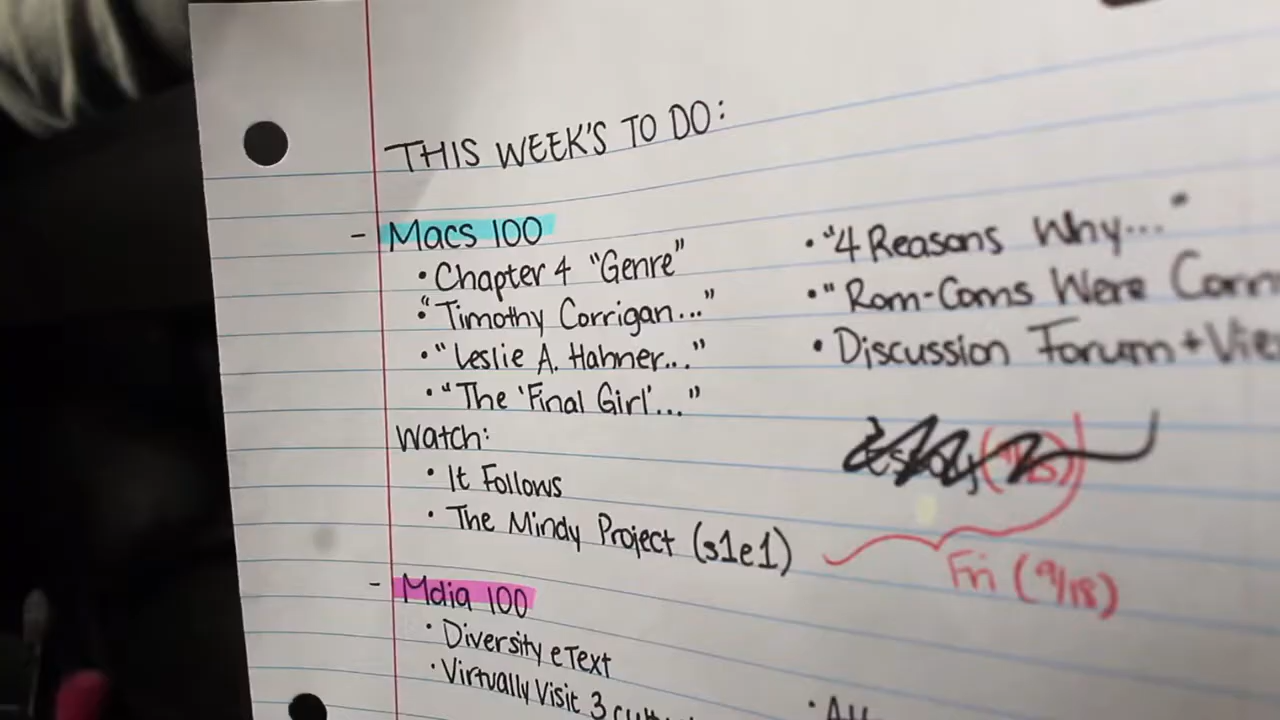 THIS WEEK'S TO DO:
- Macs 100
• Chapter 4 "Genre"
• "Timothy Corrigan..."
• "Leslie A. Hahner..."
• "The 'Final Girl'..."
Watch:
• It Follows
• The Mindy Project (s1e1)
• "4 Reasons Why..."
• "Rom-Coms Were Corn
• Discussion Forum + Vie
Fri (9/18)
- Mdia 100
• Diversity eText
• Virtually Visit 3